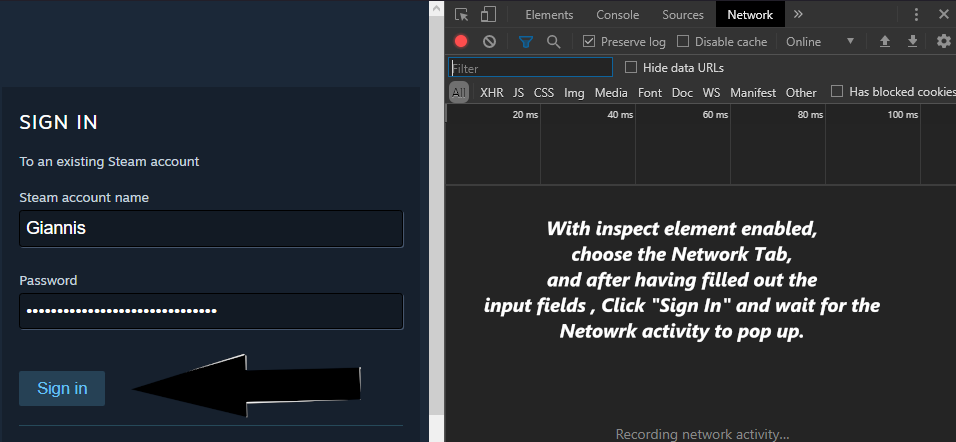 SIGN IN
To an existing Steam account
Steam account name
Giannis
Password
•••••••••••••••••••••••••••••••
Sign in
Elements Console Sources Network »
Preserve log Disable cache Online
Filter Hide data URLs
All XHR JS CSS Img Media Font Doc WS Manifest Other Has blocked cookies
20 ms 40 ms 60 ms 80 ms 100 ms
With inspect element enabled,
choose the Network Tab,
and after having filled out the
input fields , Click "Sign In" and wait for the
Netowrk activity to pop up.
Recording network activity...